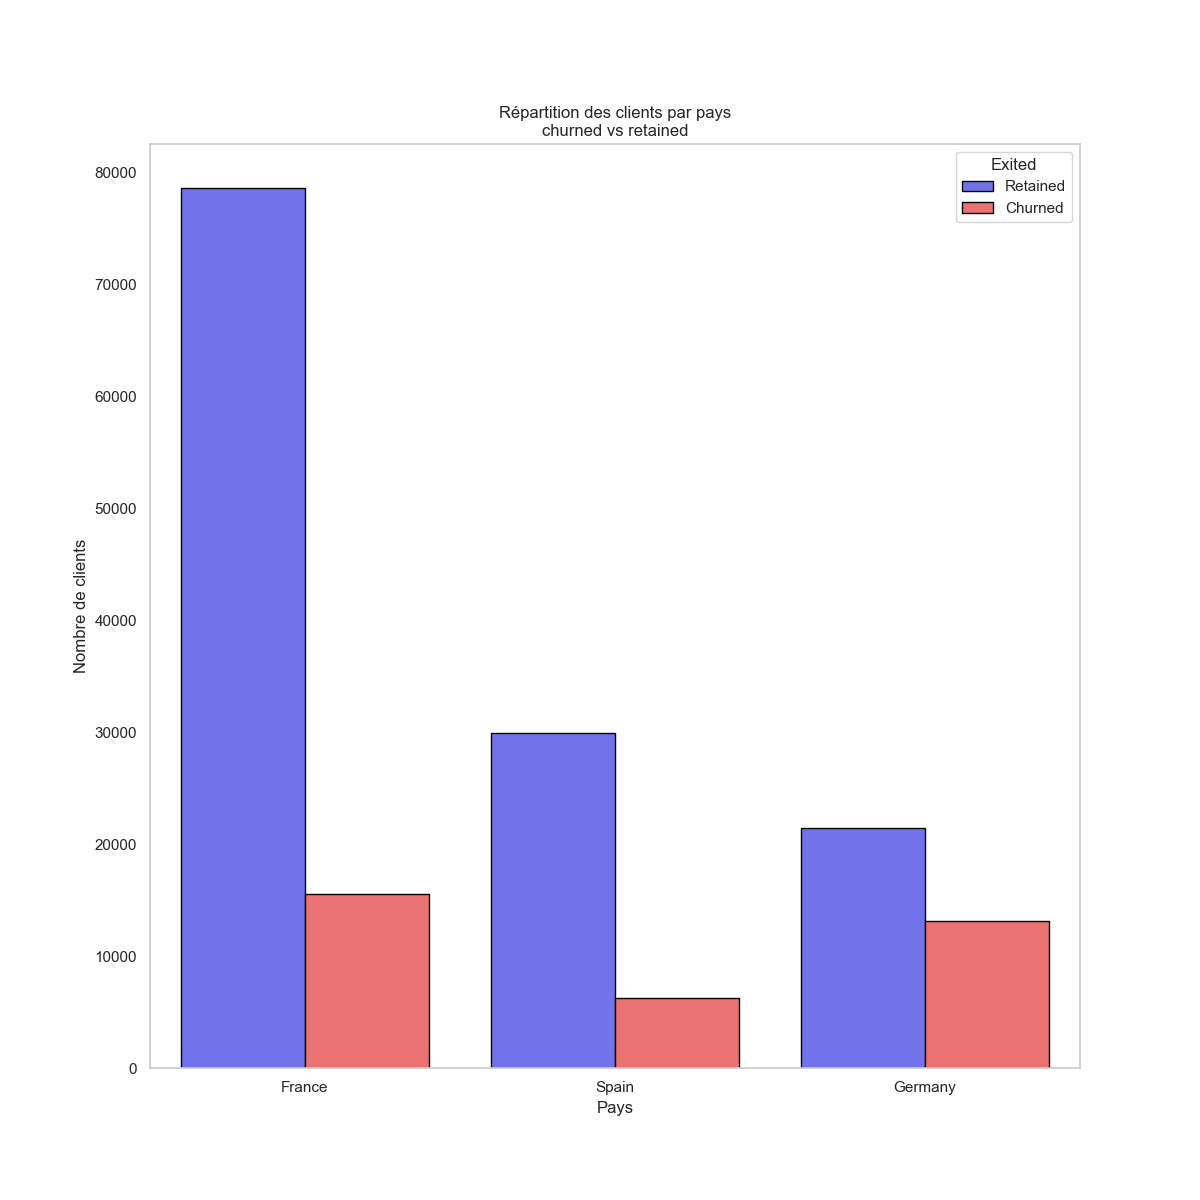 Répartition des clients par pays
churned vs retained
Exited
Retained
Churned
Nombre de clients
80000
70000
60000
50000
40000
30000
20000
10000
0
France
Spain
Germany
Pays